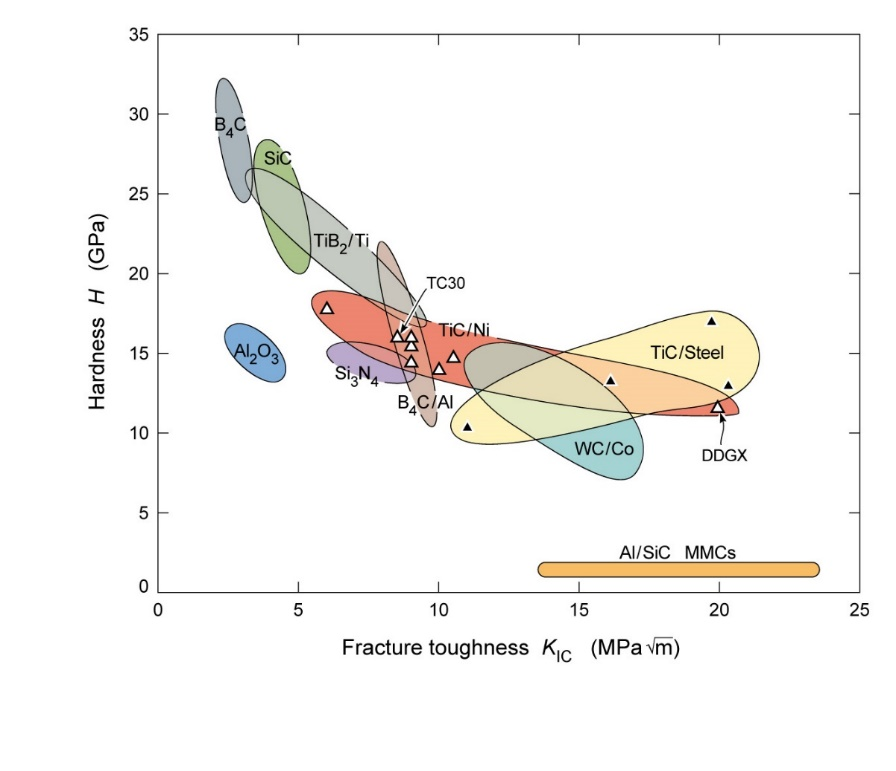 35
30
25
20
15
10
5
0
0
5
10
15
20
25
Hardness H (GPa)
Fracture toughness K_IC (MPa √m)
B₄C
SiC
TiB₂/Ti
TC30
TiC/Ni
TiC/Steel
Al₂O₃
Si₃N₄
B₄C/Al
WC/Co
DDGX
Al/SiC MMCs